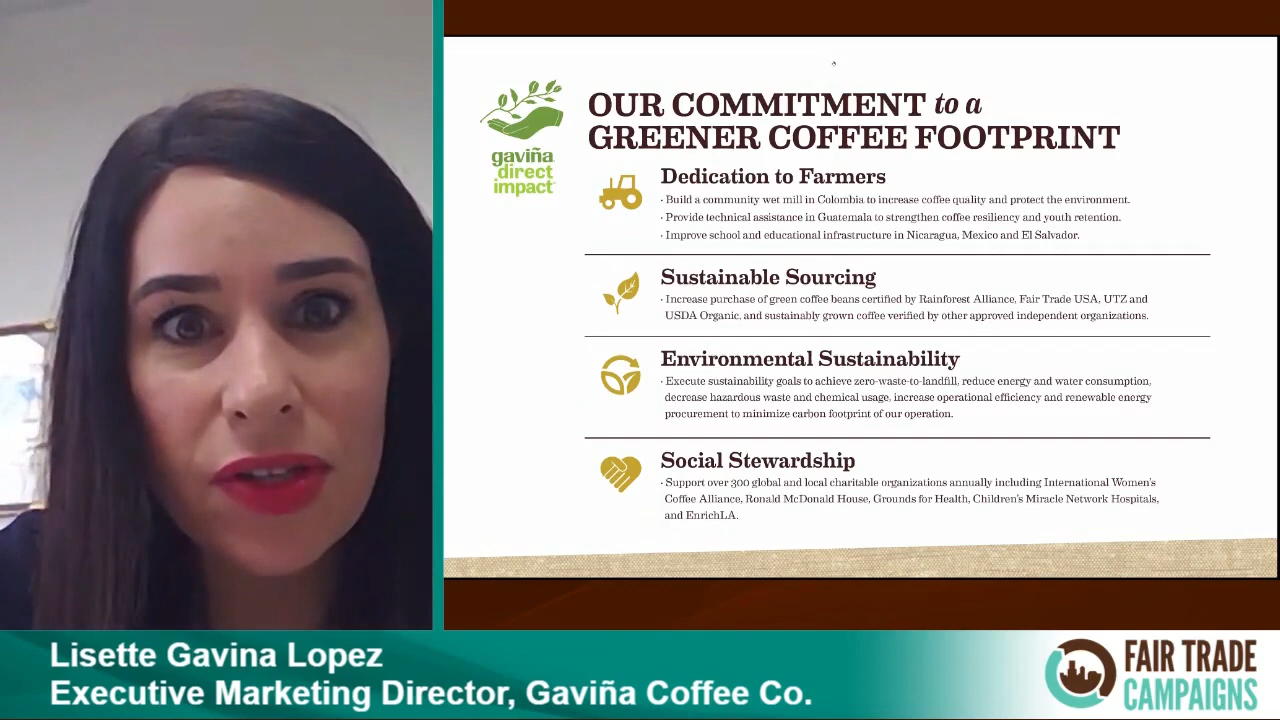 OUR COMMITMENT to a
GREENER COFFEE FOOTPRINT
gaviña
direct
impact
Dedication to Farmers
· Build a community wet mill in Colombia to increase coffee quality and protect the environment.
· Provide technical assistance in Guatemala to strengthen coffee resiliency and youth retention.
· Improve school and educational infrastructure in Nicaragua, Mexico and El Salvador.
Sustainable Sourcing
· Increase purchase of green coffee beans certified by Rainforest Alliance, Fair Trade USA, UTZ and
USDA Organic, and sustainably grown coffee verified by other approved independent organizations.
Environmental Sustainability
· Execute sustainability goals to achieve zero-waste-to-landfill, reduce energy and water consumption,
decrease hazardous waste and chemical usage, increase operational efficiency and renewable energy
procurement to minimize carbon footprint of our operation.
Social Stewardship
· Support over 300 global and local charitable organizations annually including International Women's
Coffee Alliance, Ronald McDonald House, Grounds for Health, Children's Miracle Network Hospitals,
and EnrichLA.
Lisette Gavina Lopez
Executive Marketing Director, Gaviña Coffee Co.
FAIR TRADE
CAMPAIGNS